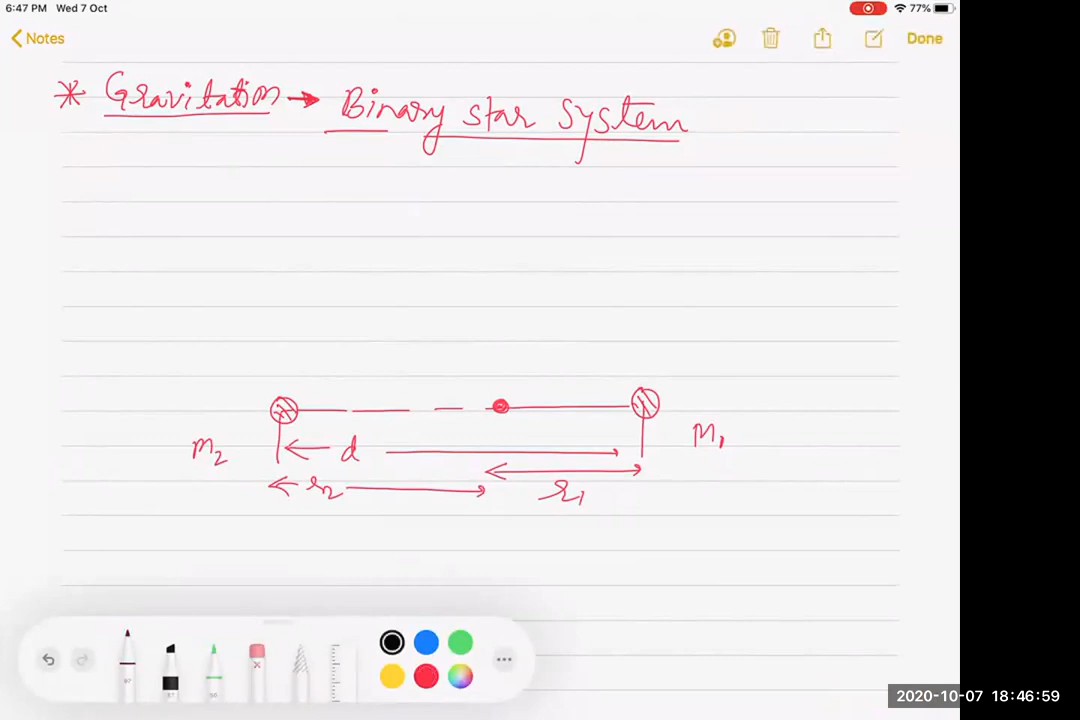 6:47 PM Wed 7 Oct 77%
Notes Done
* Gravitation → Binary star System
M₂ d M₁
r₂ r₁
2020-10-07 18:46:59